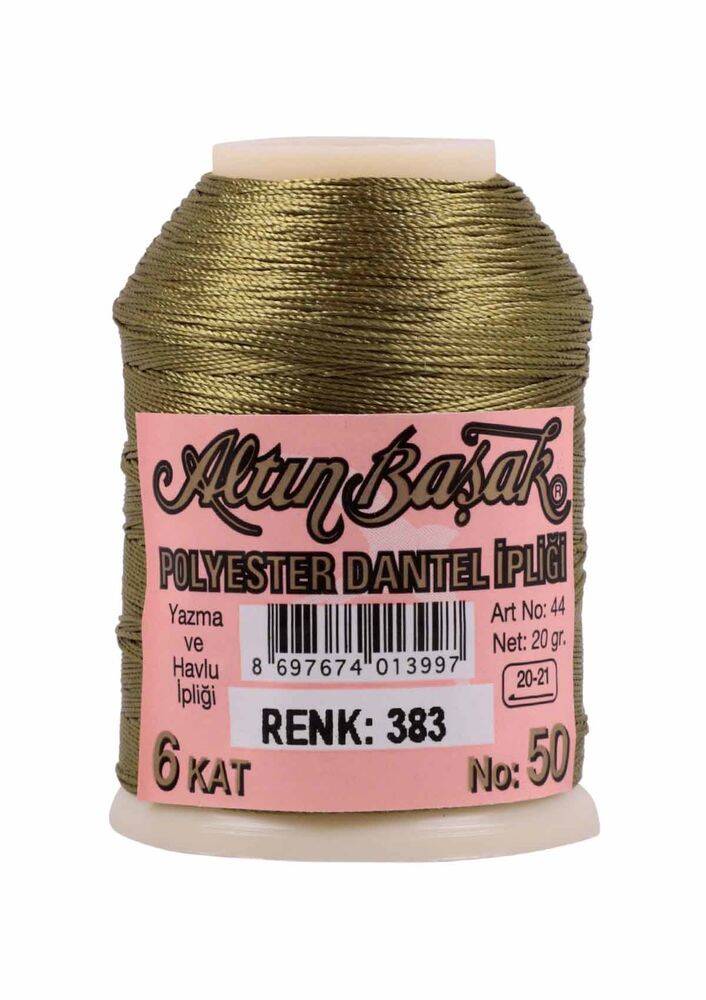 Altın Başak ®
POLYESTER DANTEL İPLİĞİ
Yazma
ve
Havlu
İpliği
8 697674 013997
Art No: 44
Net: 20 gr.
20-21
RENK: 383
6 KAT
No: 50